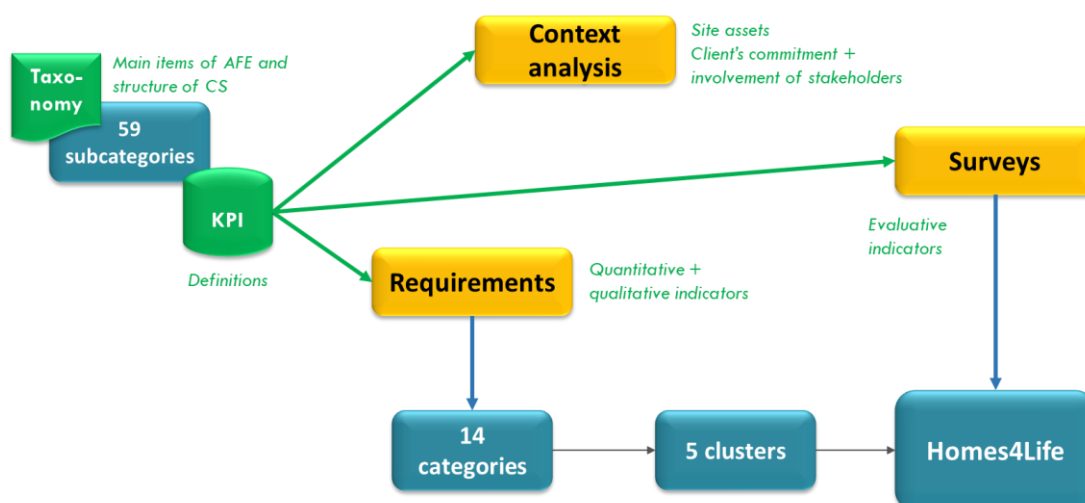 Taxo-
nomy
Main items of AFE and
structure of CS
59
subcategories
KPI
Definitions
Context
analysis
Site assets
Client's commitment +
involvement of stakeholders
Surveys
Evaluative
indicators
Requirements
Quantitative +
qualitative indicators
14
categories
5 clusters
Homes4Life